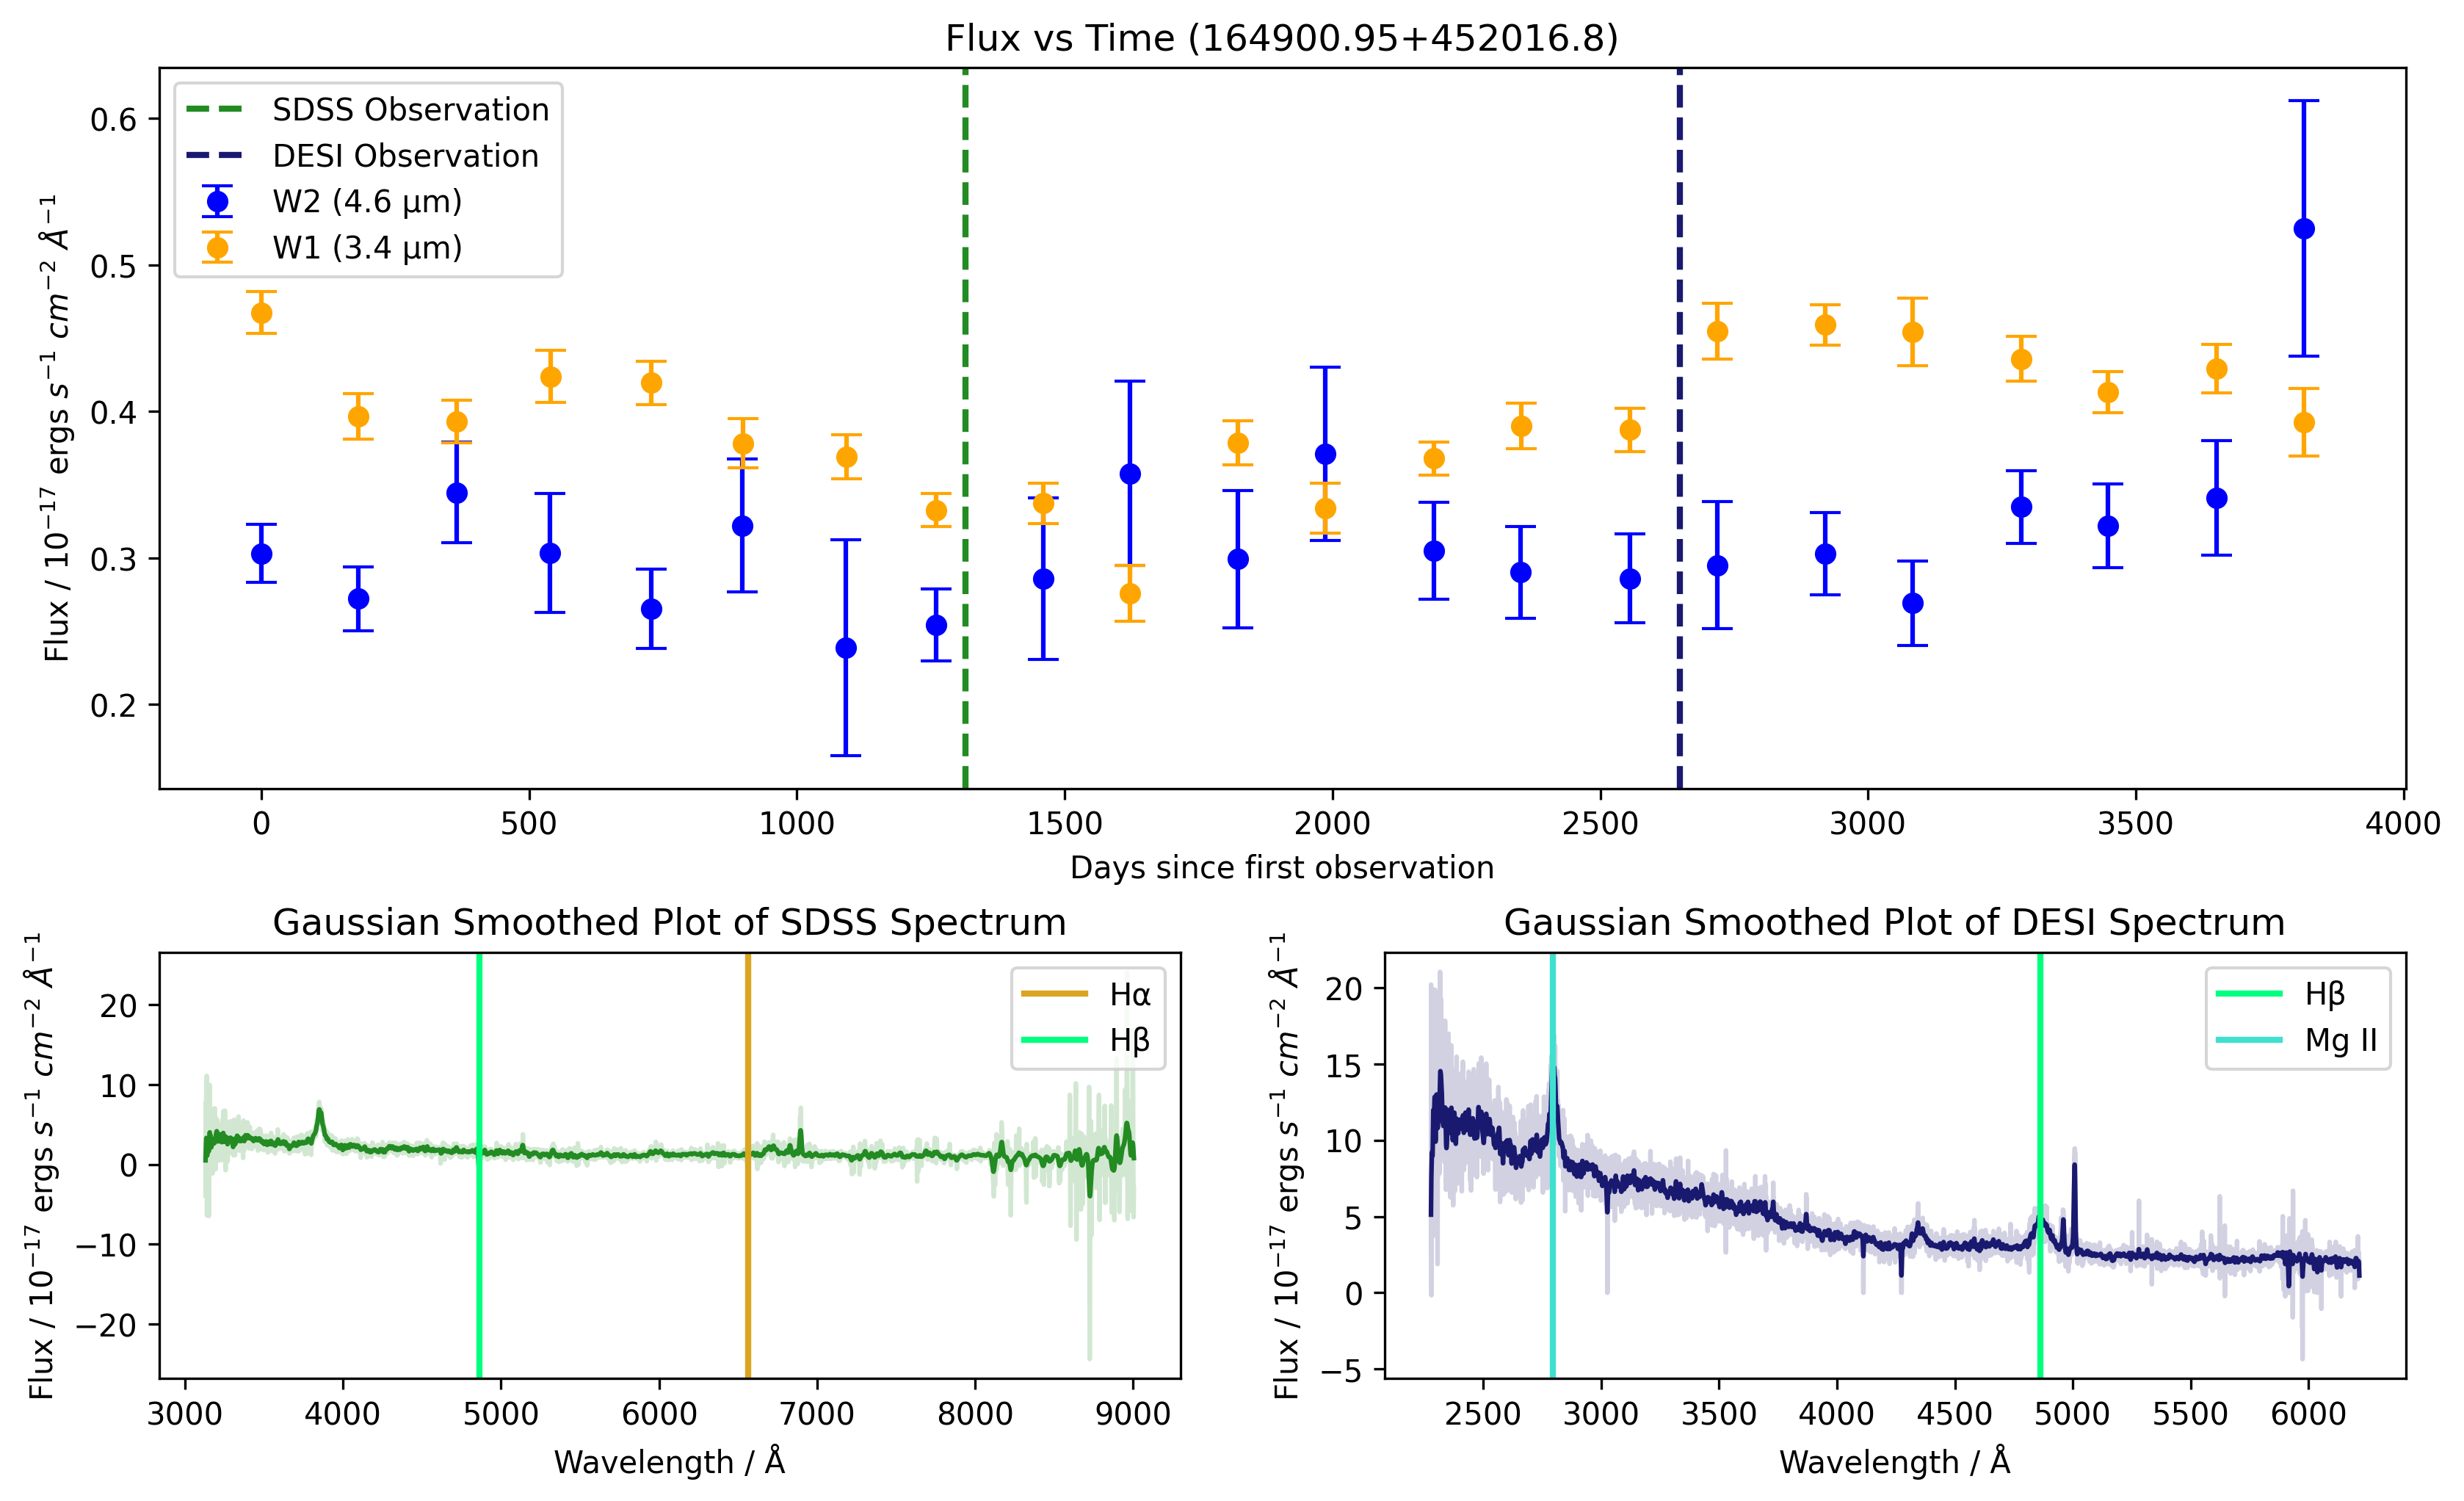 Flux vs Time (164900.95+452016.8)
SDSS Observation
DESI Observation
W2 (4.6 µm)
W1 (3.4 µm)
Flux / 10⁻¹⁷ ergs s⁻¹ cm⁻² Å⁻¹
0.6
0.5
0.4
0.3
0.2
0 500 1000 1500 2000 2500 3000 3500 4000
Days since first observation
Gaussian Smoothed Plot of SDSS Spectrum
Hα
Hβ
Flux / 10⁻¹⁷ ergs s⁻¹ cm⁻² Å⁻¹
20
10
0
−10
−20
3000 4000 5000 6000 7000 8000 9000
Wavelength / Å
Gaussian Smoothed Plot of DESI Spectrum
Hβ
Mg II
Flux / 10⁻¹⁷ ergs s⁻¹ cm⁻² Å⁻¹
20
15
10
5
0
−5
2500 3000 3500 4000 4500 5000 5500 6000
Wavelength / Å